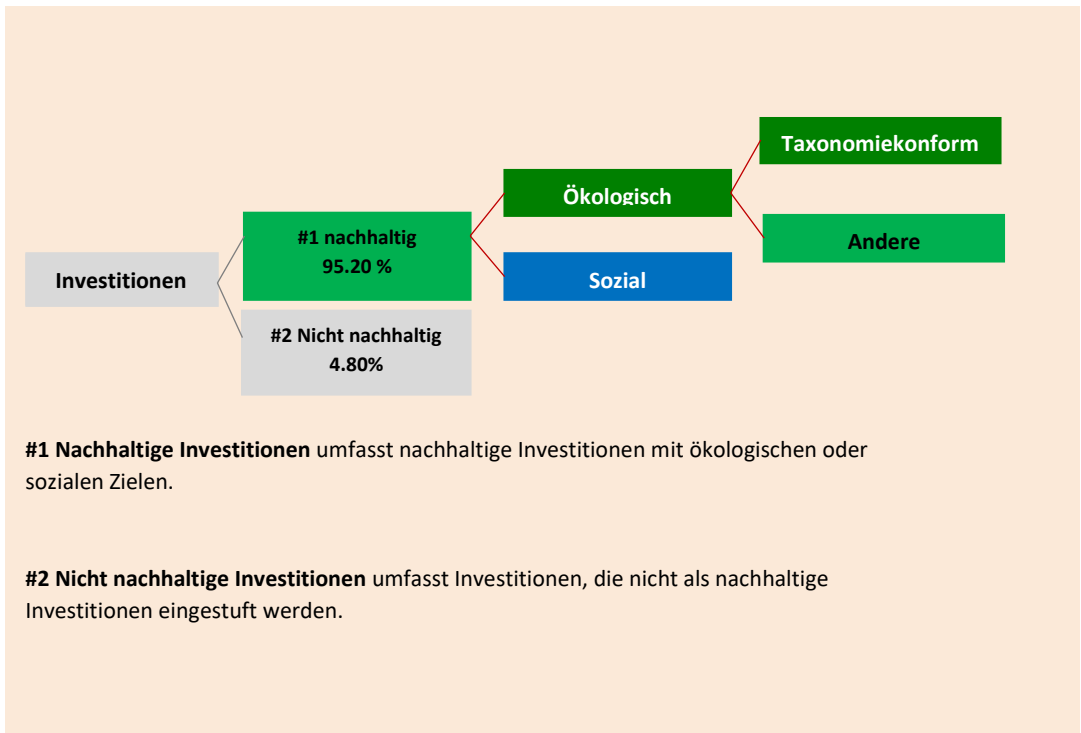 Taxonomiekonform
Ökologisch
#1 nachhaltig
95.20 %
Andere
Investitionen
Sozial
#2 Nicht nachhaltig
4.80%
#1 Nachhaltige Investitionen umfasst nachhaltige Investitionen mit ökologischen oder
sozialen Zielen.
#2 Nicht nachhaltige Investitionen umfasst Investitionen, die nicht als nachhaltige
Investitionen eingestuft werden.